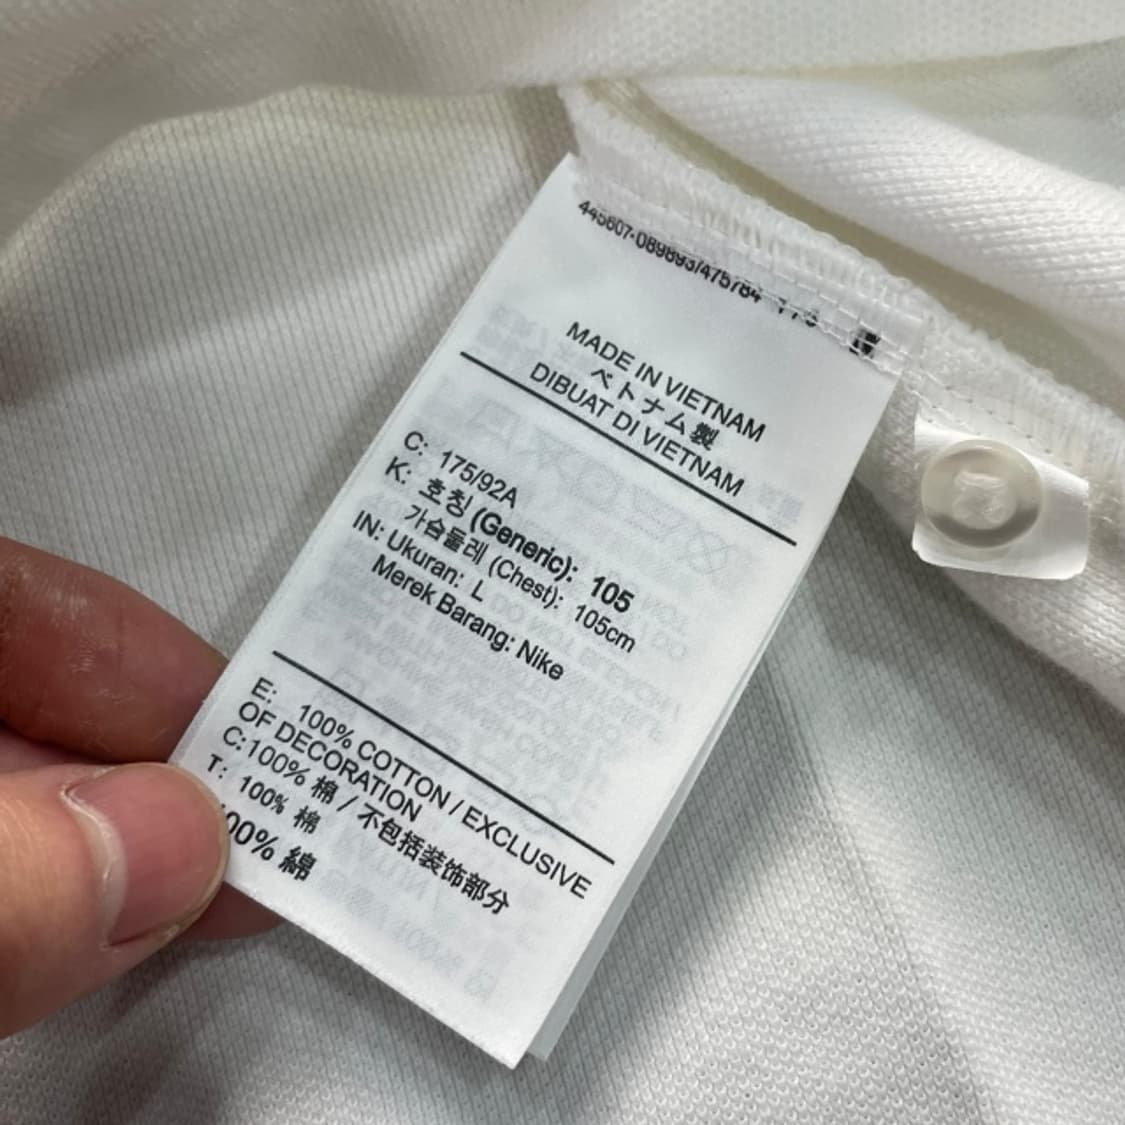 445607-089893/475784
MADE IN VIETNAM
ベトナム製
DIBUAT DI VIETNAM
C: 175/92A
K: 호칭 (Generic): 105
가슴둘레 (Chest): 105cm
IN: Ukuran: L
Merek Barang: Nike
E: 100% COTTON / EXCLUSIVE
OF DECORATION
C:100% 棉 / 不包括装饰部分
T: 100% 棉
00% 綿